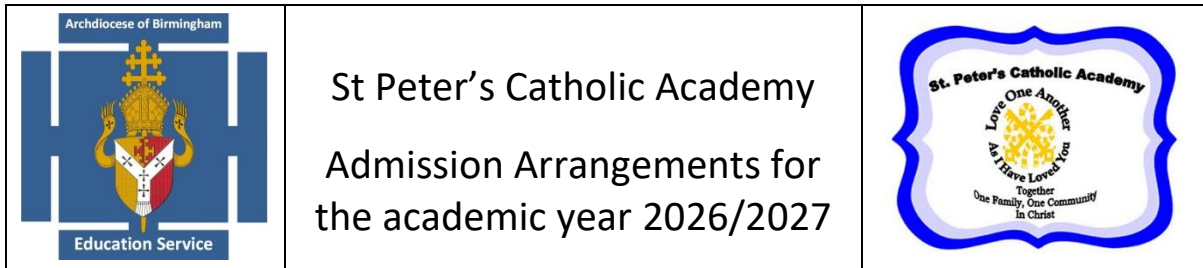 Archdiocese of Birmingham
Education Service
St Peter’s Catholic Academy
Admission Arrangements for
the academic year 2026/2027
St. Peter's Catholic Academy
Love One Another
As I Have Loved You
Together
One Family, One Community
In Christ